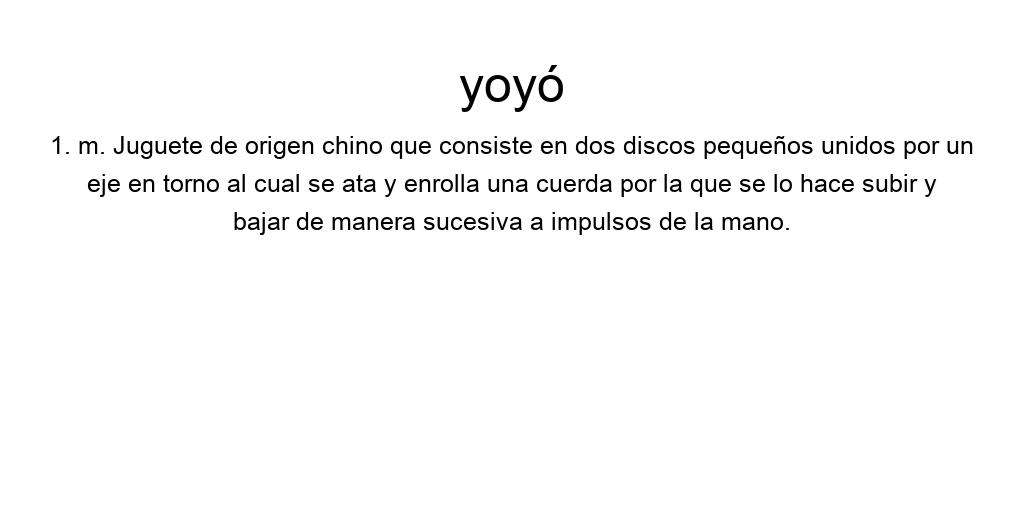 yoyó
1. m. Juguete de origen chino que consiste en dos discos pequeños unidos por un
eje en torno al cual se ata y enrolla una cuerda por la que se lo hace subir y
bajar de manera sucesiva a impulsos de la mano.